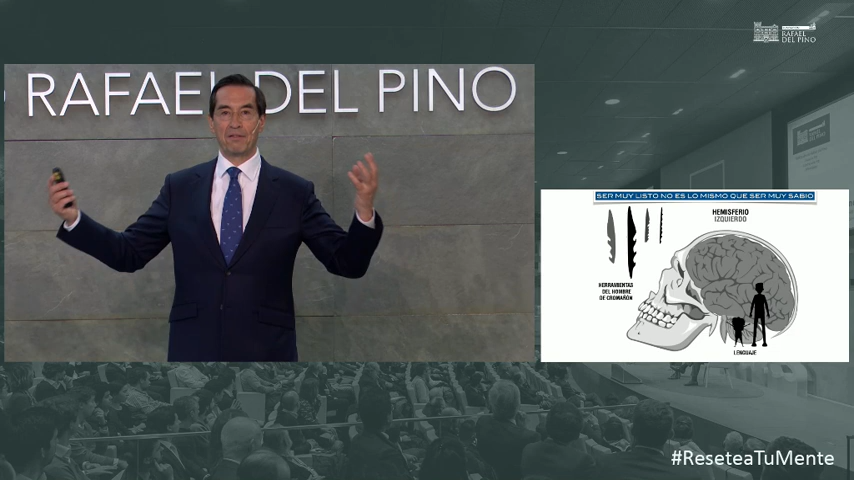 RAFAEL DEL PINO
RAFAEL
DEL PINO
SER MUY LISTO NO ES LO MISMO QUE SER MUY SABIO
HEMISFERIO
IZQUIERDO
HERRAMIENTAS
DEL HOMBRE
DE CROMAÑÓN
LENGUAJE
#ReseteaTuMente